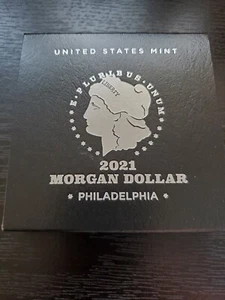 UNITED STATES MINT
E·PLURIBUS·UNUM
LIBERTY
2021
MORGAN DOLLAR
• PHILADELPHIA •